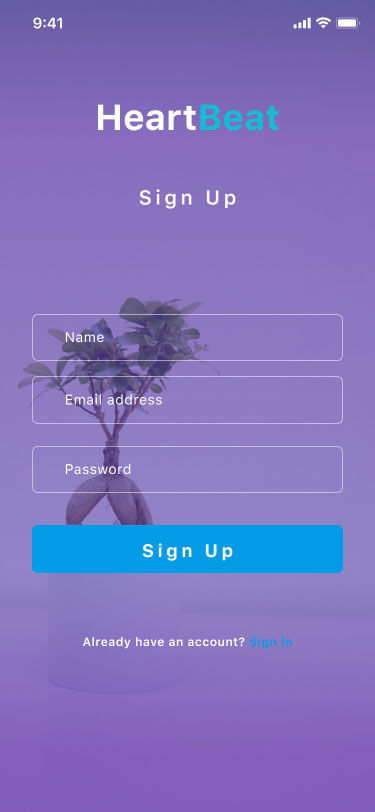 9:41
HeartBeat
Sign Up
Name
Email address
Password
Sign Up
Already have an account? Sign In